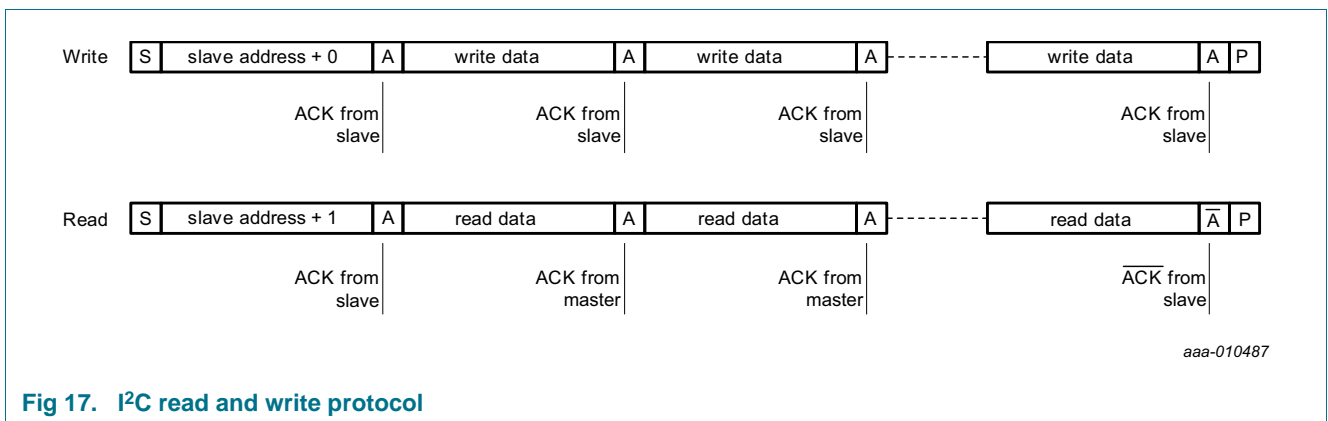 Write S slave address + 0 A write data A write data A write data A P
ACK from ACK from ACK from ACK from
slave slave slave slave
Read S slave address + 1 A read data A read data A read data A̅ P
ACK from ACK from ACK from A̅C̅K̅ from
slave master master slave
aaa-010487
Fig 17. I²C read and write protocol